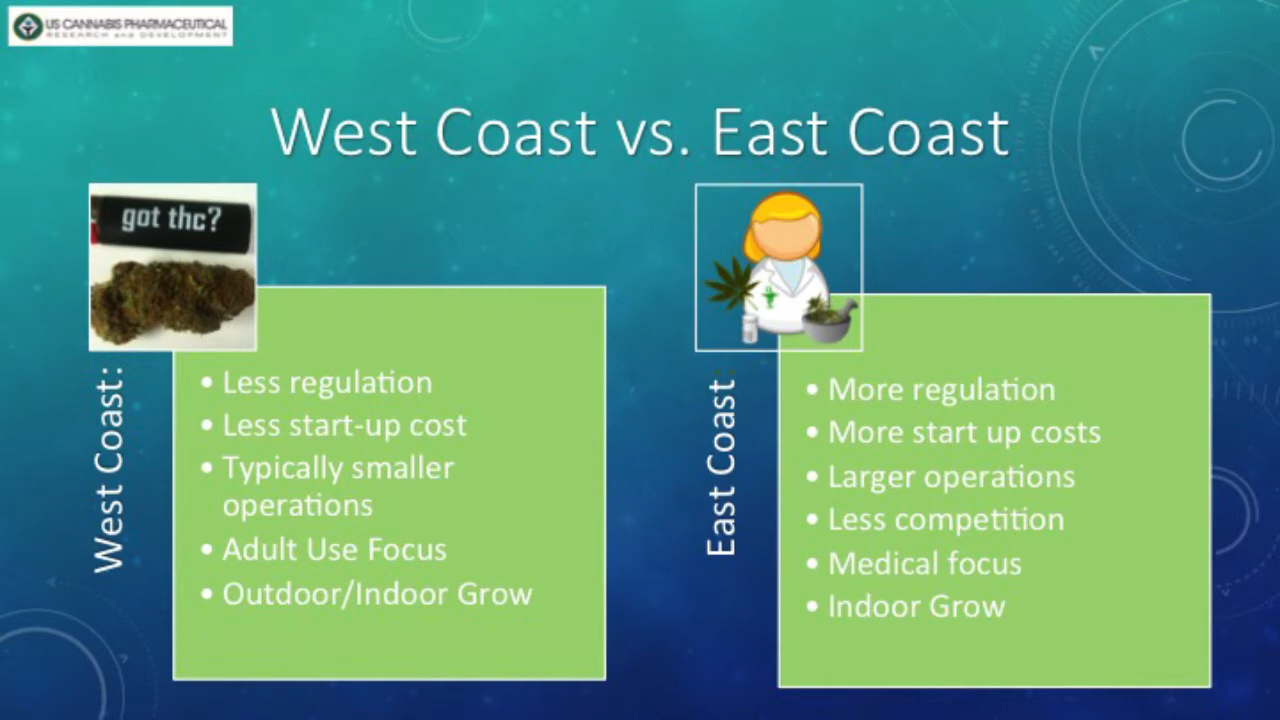 US CANNABIS PHARMACEUTICAL
RESEARCH and DEVELOPMENT
West Coast vs. East Coast
got thc?
West Coast:
• Less regulation
• Less start-up cost
• Typically smaller
operations
• Adult Use Focus
• Outdoor/Indoor Grow
East Coast:
• More regulation
• More start up costs
• Larger operations
• Less competition
• Medical focus
• Indoor Grow